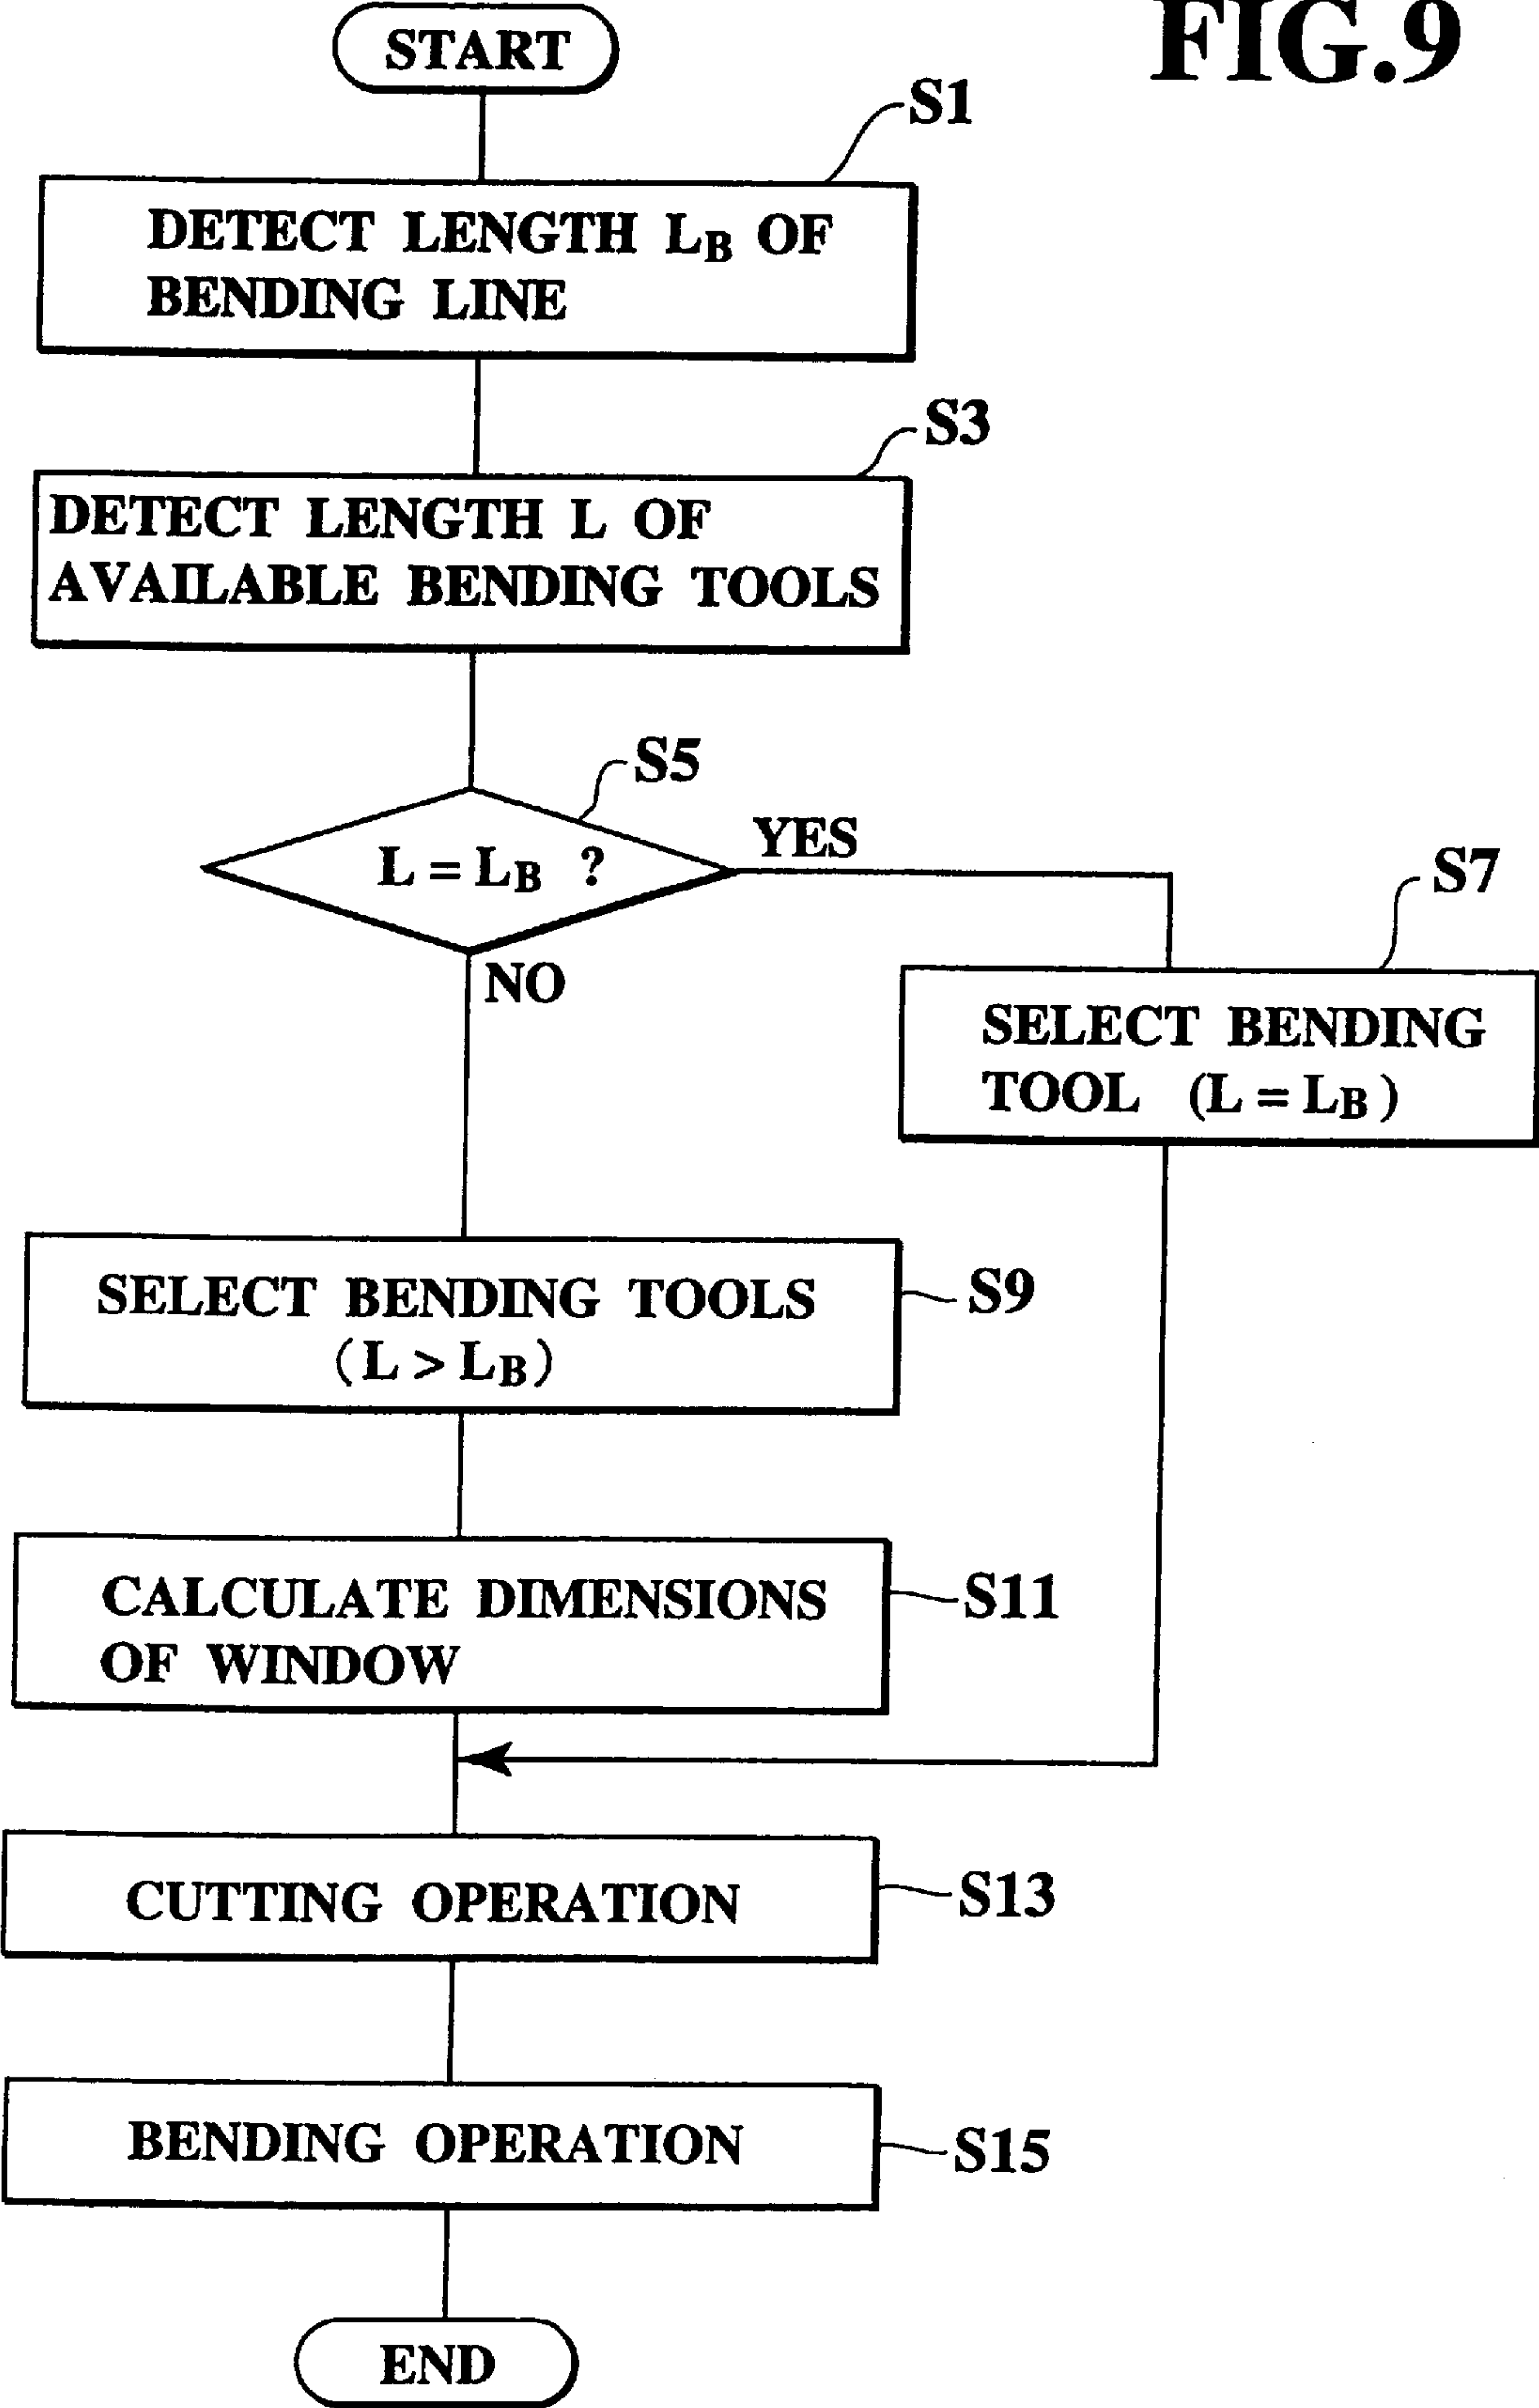 FIG.9
START
S1
DETECT LENGTH LB OF
BENDING LINE
S3
DETECT LENGTH L OF
AVAILABLE BENDING TOOLS
S5
L = LB ?
YES
NO
S7
SELECT BENDING
TOOL (L = LB)
SELECT BENDING TOOLS
(L > LB)
S9
CALCULATE DIMENSIONS
OF WINDOW
S11
CUTTING OPERATION
S13
BENDING OPERATION
S15
END